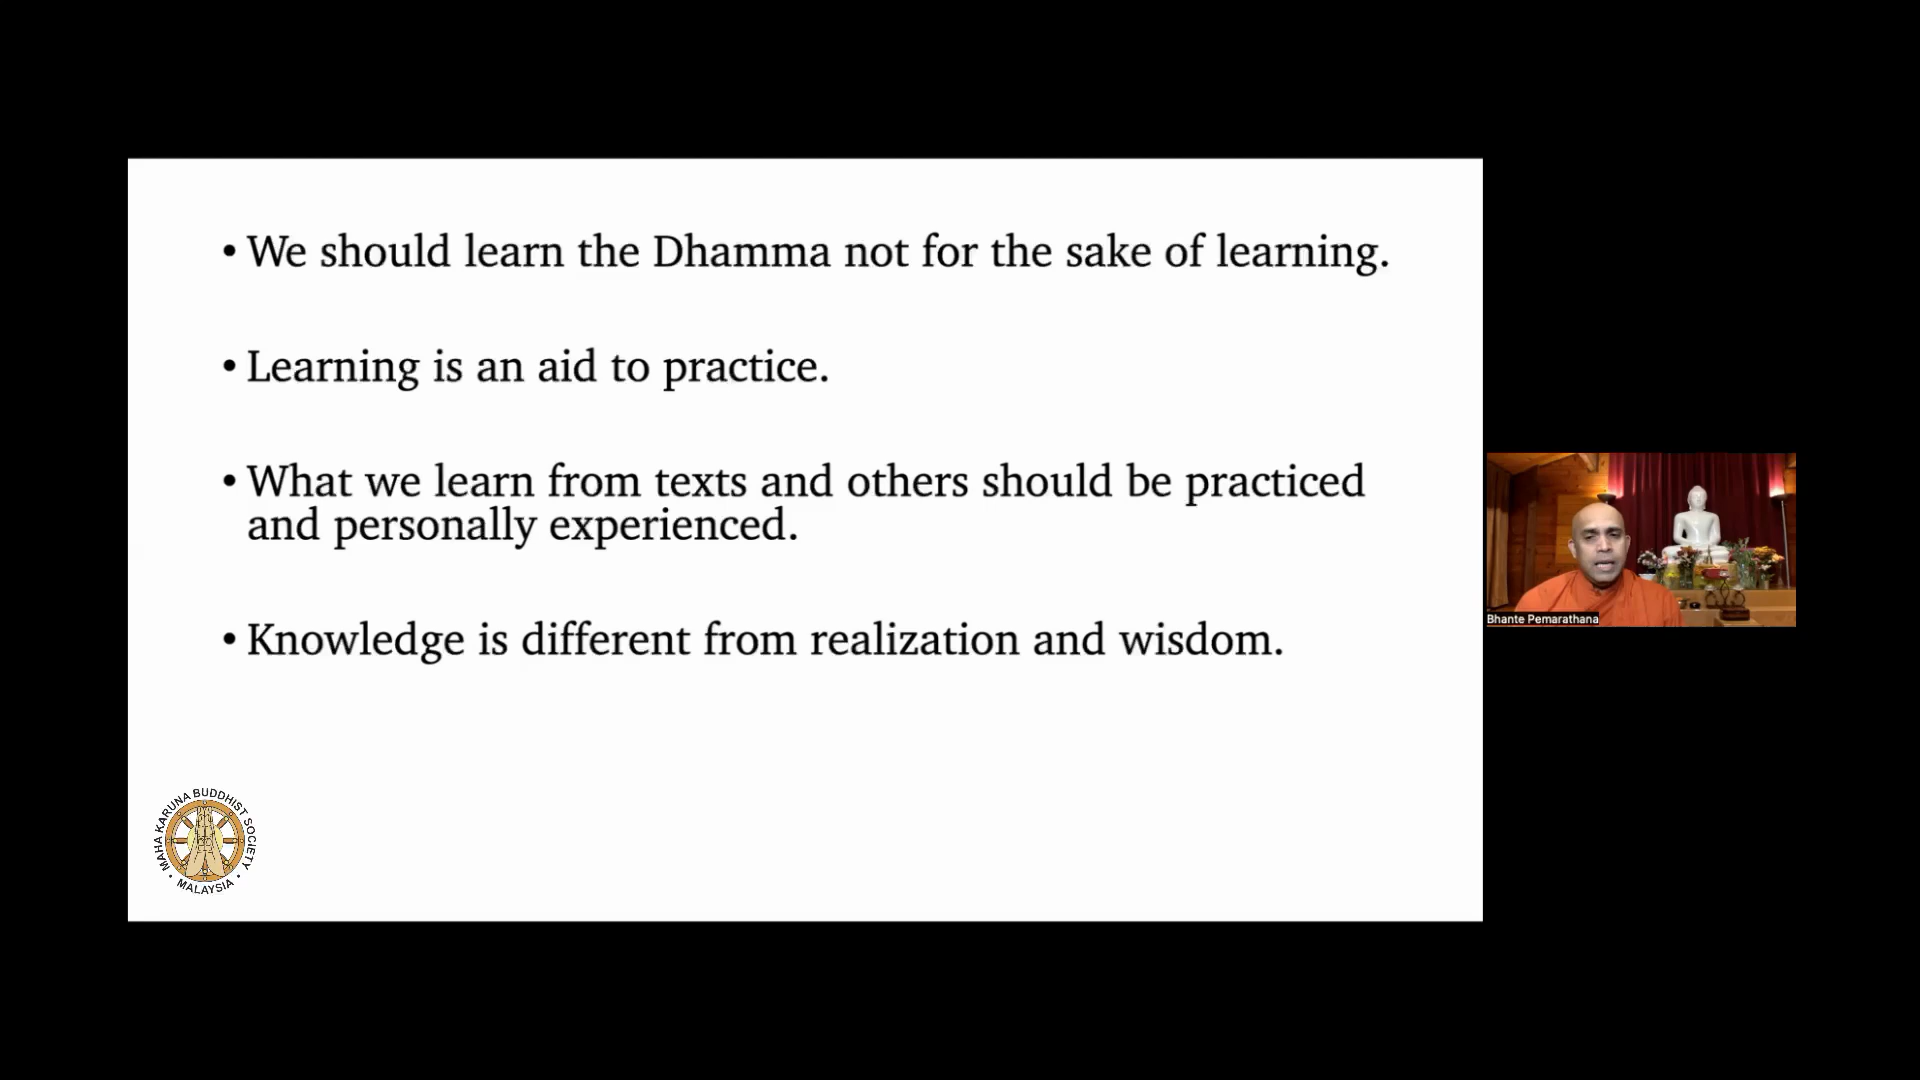 • We should learn the Dhamma not for the sake of learning.
• Learning is an aid to practice.
• What we learn from texts and others should be practiced
and personally experienced.
• Knowledge is different from realization and wisdom.
Bhante Pemarathana
MAHA KARUNA BUDDHIST SOCIETY
• MALAYSIA •